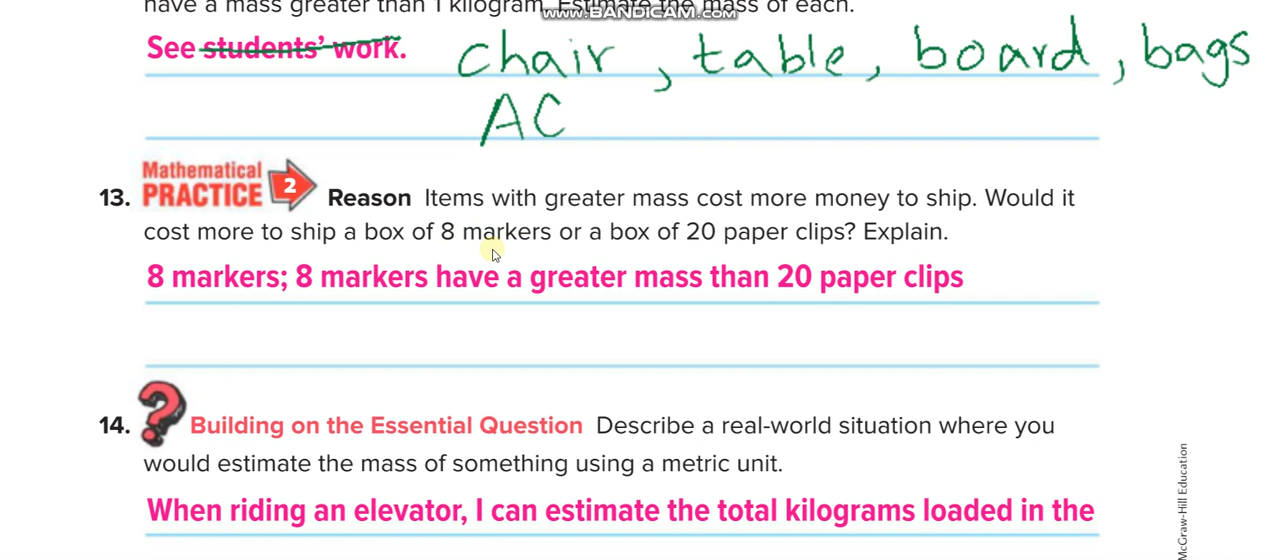 have a mass greater than 1 kilogram. Estimate the mass of each.
www.BANDICAM.com
See students' work. chair, table, board, bags
AC
Mathematical
PRACTICE 2
13. Reason Items with greater mass cost more money to ship. Would it
cost more to ship a box of 8 markers or a box of 20 paper clips? Explain.
8 markers; 8 markers have a greater mass than 20 paper clips
14. Building on the Essential Question Describe a real-world situation where you
would estimate the mass of something using a metric unit.
When riding an elevator, I can estimate the total kilograms loaded in the
McGraw-Hill Education